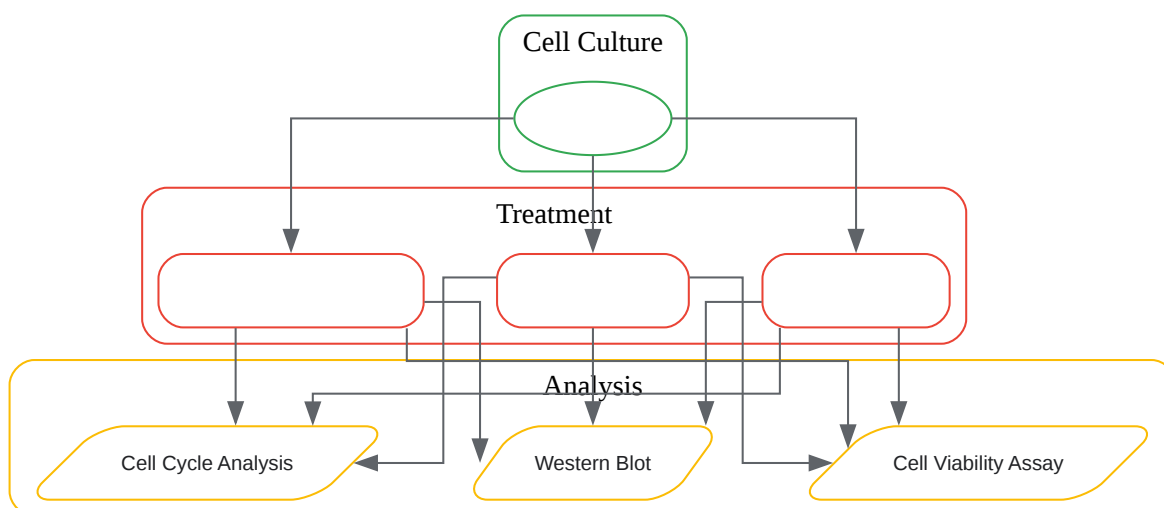 Cell Culture
Treatment
Analysis
Cell Cycle Analysis
Western Blot
Cell Viability Assay